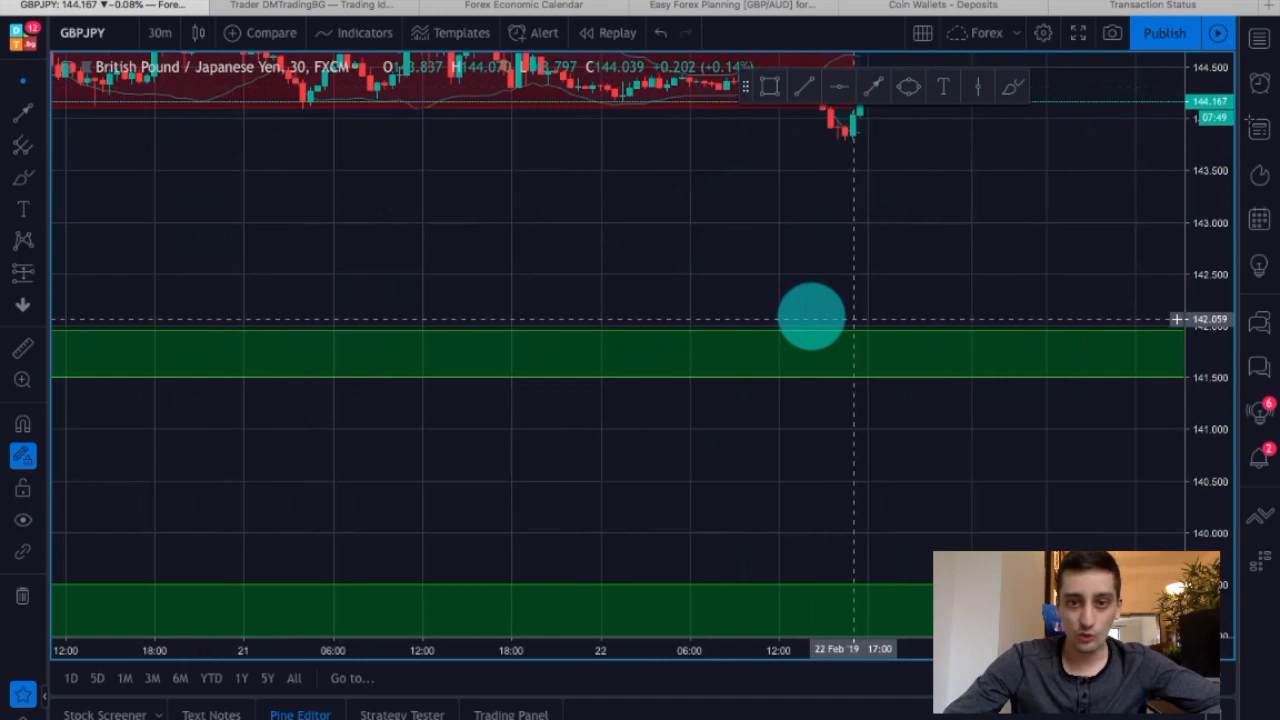 GBPJPY: 144.167 ▼−0.08% — Fore...
Trader DMTradingBG — Trading Id...
Forex Economic Calendar
Easy Forex Planning [GBP/AUD] for...
Coin Wallets - Deposits
Transaction Status
12
GBPJPY
30m
Compare
Indicators
Templates
Alert
Replay
Forex
Publish
British Pound / Japanese Yen, 30, FXCM
H144.070
C144.039 +0.202 (+0.14%)
144.500
144.167
07:49
143.500
143.000
142.500
142.059
141.500
141.000
140.500
140.000
6
2
12:00
18:00
21
06:00
12:00
18:00
22
06:00
12:00
22 Feb '19 17:00
1D
5D
1M
3M
6M
YTD
1Y
5Y
All
Go to...
Stock Screener
Text Notes
Pine Editor
Strategy Tester
Trading Panel